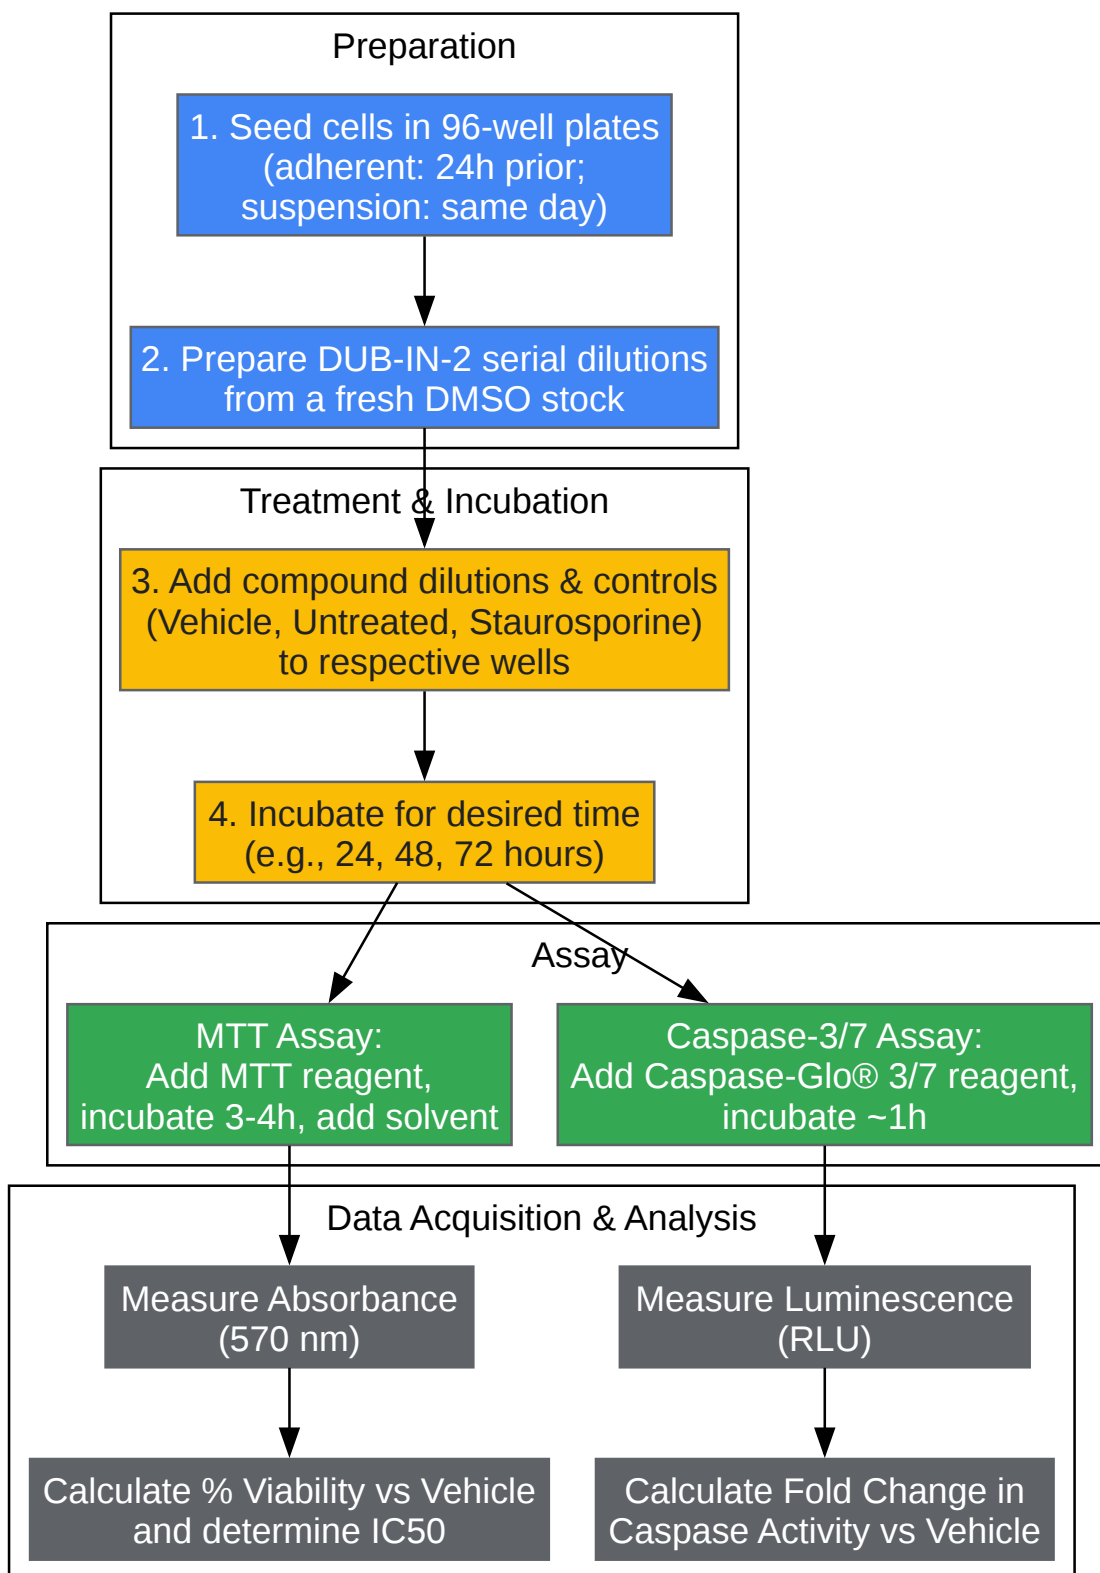 Preparation
1. Seed cells in 96-well plates
(adherent: 24h prior;
suspension: same day)
2. Prepare DUB-IN-2 serial dilutions
from a fresh DMSO stock
Treatment & Incubation
3. Add compound dilutions & controls
(Vehicle, Untreated, Staurosporine)
to respective wells
4. Incubate for desired time
(e.g., 24, 48, 72 hours)
Assay
MTT Assay:
Add MTT reagent,
incubate 3-4h, add solvent
Caspase-3/7 Assay:
Add Caspase-Glo® 3/7 reagent,
incubate ~1h
Data Acquisition & Analysis
Measure Absorbance
(570 nm)
Measure Luminescence
(RLU)
Calculate % Viability vs Vehicle
and determine IC50
Calculate Fold Change in
Caspase Activity vs Vehicle